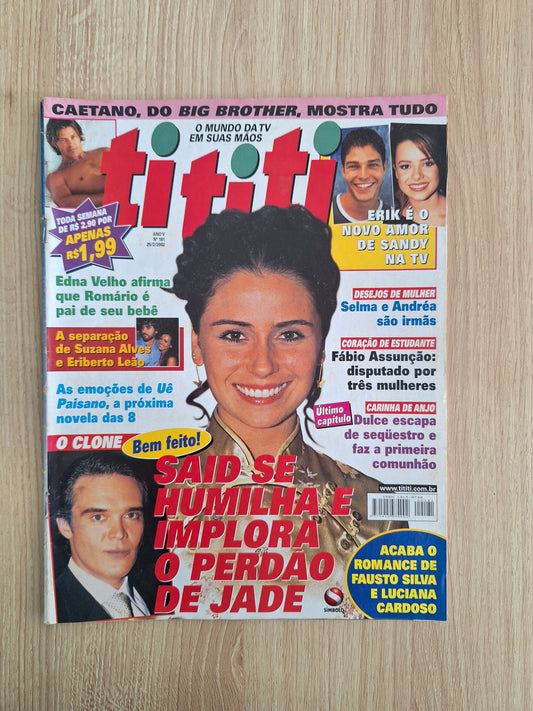 CAETANO, DO BIG BROTHER, MOSTRA TUDO
O MUNDO DA TV
EM SUAS MÃOS
tititi
ANO V
25/2/2002
TODA SEMANA
DE R$ 2,90 POR
APENAS
R$1,99
ERIK É O
NOVO AMOR
DE SANDY
NA TV
Edna Velho afirma
que Romário é
pai de seu bebê
DESEJOS DE MULHER
Selma e Andréa
são irmãs
A separação
de Suzana Alves
e Eriberto Leão
CORAÇÃO DE ESTUDANTE
Fábio Assunção:
disputado por
três mulheres
As emoções de Uê
Paisano, a próxima
novela das 8
CARINHA DE ANJO
Último
capítulo
Dulce escapa
de seqüestro e
faz a primeira
comunhão
O CLONE
Bem feito!
SAID SE
HUMILHA E
IMPLORA
O PERDÃO
DE JADE
www.tititi.com.br
ACABA O
ROMANCE DE
FAUSTO SILVA
E LUCIANA
CARDOSO
S
SÍMBOLO